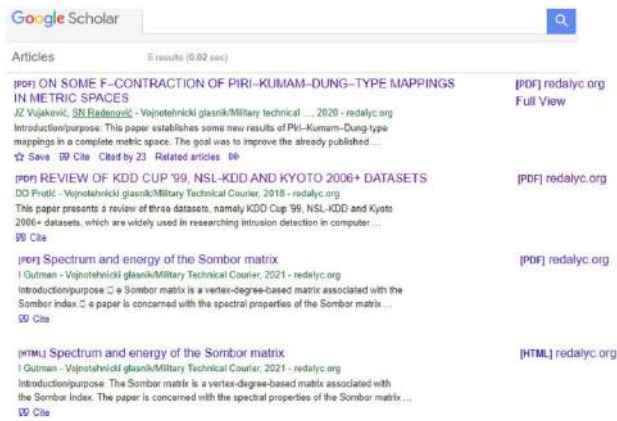 Google Scholar
Articles
5 results (0.02 sec)
[PDF] ON SOME F–CONTRACTION OF PIRI–KUMAM–DUNG–TYPE MAPPINGS
IN METRIC SPACES
[PDF] redalyc.org
Full View
JZ Vujaković, SN Radenović - Vojnotehnicki glasnik/Military technical ..., 2020 - redalyc.org
Introduction/purpose: This paper establishes some new results of Piri–Kumam–Dung-type
mappings in a complete metric space. The goal was to improve the already published ...
Save Cite Cited by 23 Related articles
[PDF] REVIEW OF KDD CUP '99, NSL-KDD AND KYOTO 2006+ DATASETS
[PDF] redalyc.org
DD Protić - Vojnotehnicki glasnik/Military Technical Courier, 2018 - redalyc.org
This paper presents a review of three datasets, namely KDD Cup '99, NSL-KDD and Kyoto
2006+ datasets, which are widely used in researching intrusion detection in computer ...
Cite
[PDF] Spectrum and energy of the Sombor matrix
[PDF] redalyc.org
I Gutman - Vojnotehnicki glasnik/Military Technical Courier, 2021 - redalyc.org
Introduction/purpose:□ e Sombor matrix is a vertex-degree-based matrix associated with the
Sombor index.□ e paper is concerned with the spectral properties of the Sombor matrix ...
Cite
[HTML] Spectrum and energy of the Sombor matrix
[HTML] redalyc.org
I Gutman - Vojnotehnicki glasnik/Military Technical Courier, 2021 - redalyc.org
Introduction/purpose: The Sombor matrix is a vertex-degree-based matrix associated with
the Sombor index. The paper is concerned with the spectral properties of the Sombor matrix ...
Cite